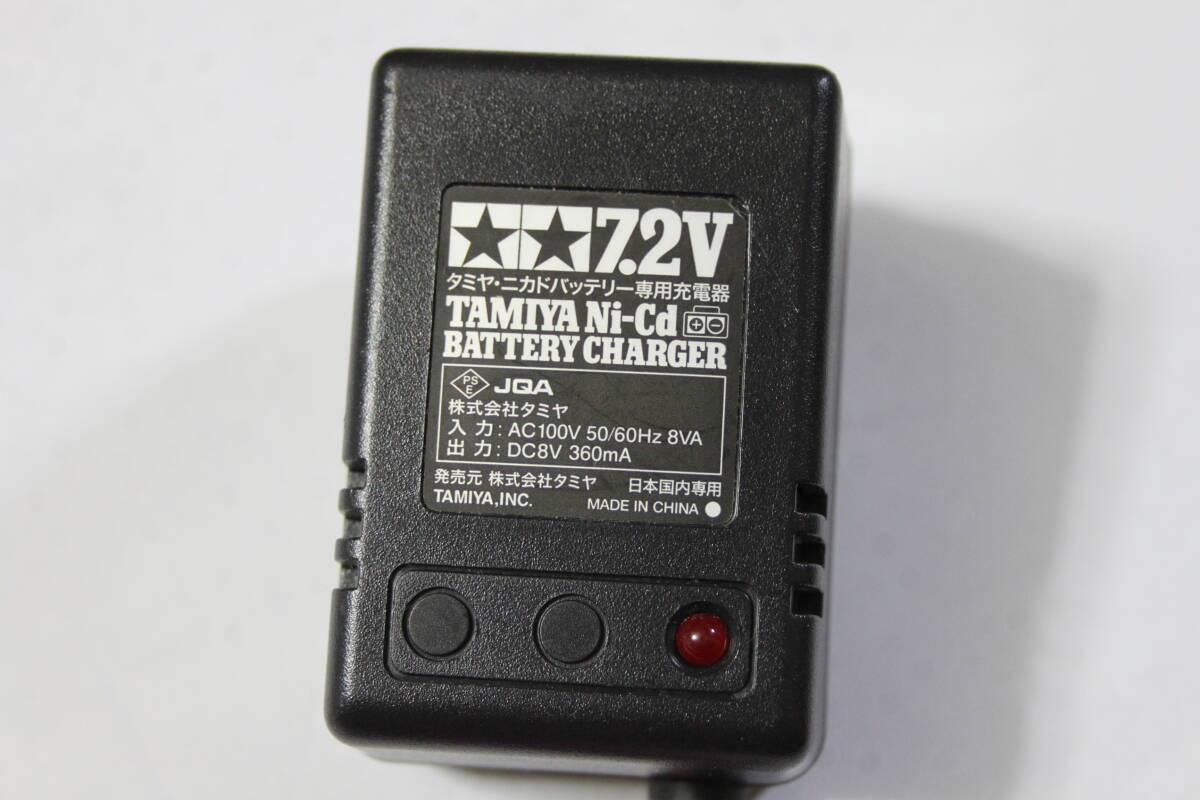 7.2V
タミヤ・ニカドバッテリー専用充電器
TAMIYA Ni-Cd
BATTERY CHARGER
PSE JQA
株式会社タミヤ
入 力 : AC100V 50/60Hz 8VA
出 力 : DC8V 360mA
発売元 株式会社タミヤ 日本国内専用
TAMIYA,INC. MADE IN CHINA